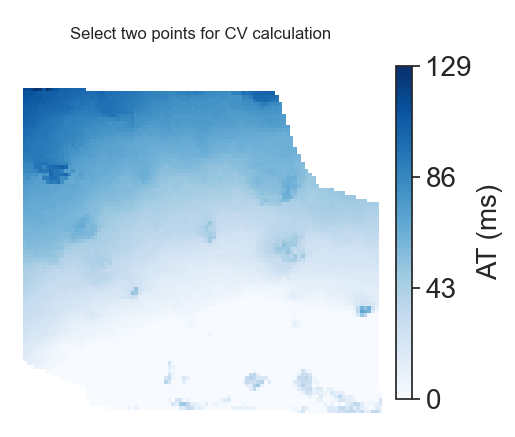 Select two points for CV calculation
129
86
43
0
AT (ms)